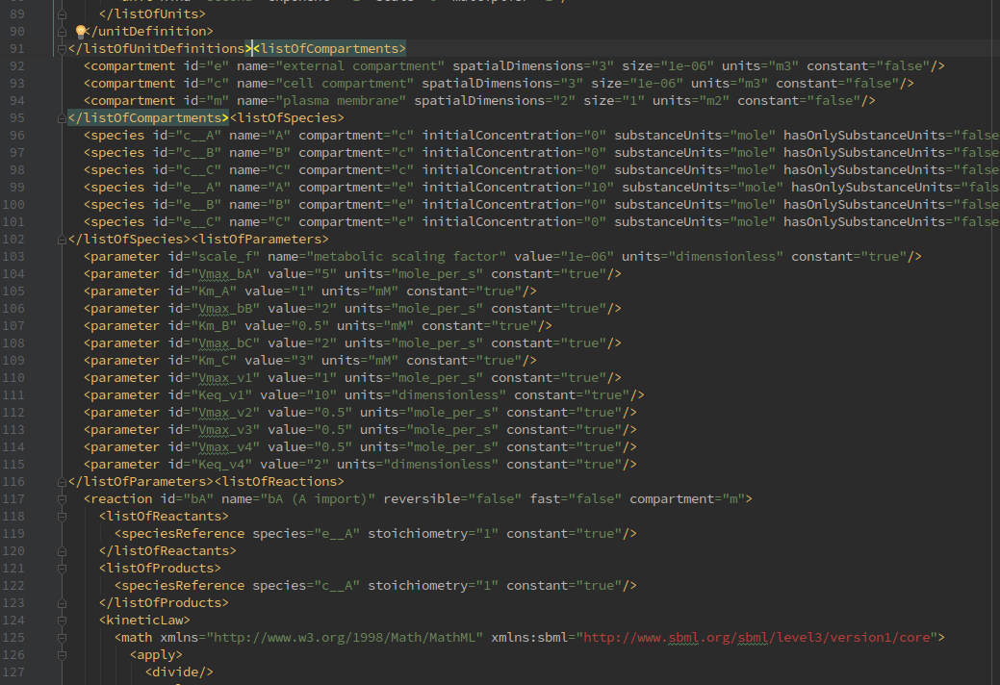 89 </listOfUnits>
90 </unitDefinition>
91 </listOfUnitDefinitions><listOfCompartments>
92 <compartment id="e" name="external compartment" spatialDimensions="3" size="1e-06" units="m3" constant="false"/>
93 <compartment id="c" name="cell compartment" spatialDimensions="3" size="1e-06" units="m3" constant="false"/>
94 <compartment id="m" name="plasma membrane" spatialDimensions="2" size="1" units="m2" constant="false"/>
95 </listOfCompartments><listOfSpecies>
96 <species id="c__A" name="A" compartment="c" initialConcentration="0" substanceUnits="mole" hasOnlySubstanceUnits="false
97 <species id="c__B" name="B" compartment="c" initialConcentration="0" substanceUnits="mole" hasOnlySubstanceUnits="false
98 <species id="c__C" name="C" compartment="c" initialConcentration="0" substanceUnits="mole" hasOnlySubstanceUnits="false
99 <species id="e__A" name="A" compartment="e" initialConcentration="10" substanceUnits="mole" hasOnlySubstanceUnits="fals
100 <species id="e__B" name="B" compartment="e" initialConcentration="0" substanceUnits="mole" hasOnlySubstanceUnits="false
101 <species id="e__C" name="C" compartment="e" initialConcentration="0" substanceUnits="mole" hasOnlySubstanceUnits="false
102 </listOfSpecies><listOfParameters>
103 <parameter id="scale_f" name="metabolic scaling factor" value="1e-06" units="dimensionless" constant="true"/>
104 <parameter id="Vmax_bA" value="5" units="mole_per_s" constant="true"/>
105 <parameter id="Km_A" value="1" units="mM" constant="true"/>
106 <parameter id="Vmax_bB" value="2" units="mole_per_s" constant="true"/>
107 <parameter id="Km_B" value="0.5" units="mM" constant="true"/>
108 <parameter id="Vmax_bC" value="2" units="mole_per_s" constant="true"/>
109 <parameter id="Km_C" value="3" units="mM" constant="true"/>
110 <parameter id="Vmax_v1" value="1" units="mole_per_s" constant="true"/>
111 <parameter id="Keq_v1" value="10" units="dimensionless" constant="true"/>
112 <parameter id="Vmax_v2" value="0.5" units="mole_per_s" constant="true"/>
113 <parameter id="Vmax_v3" value="0.5" units="mole_per_s" constant="true"/>
114 <parameter id="Vmax_v4" value="0.5" units="mole_per_s" constant="true"/>
115 <parameter id="Keq_v4" value="2" units="dimensionless" constant="true"/>
116 </listOfParameters><listOfReactions>
117 <reaction id="bA" name="bA (A import)" reversible="false" fast="false" compartment="m">
118 <listOfReactants>
119 <speciesReference species="e__A" stoichiometry="1" constant="true"/>
120 </listOfReactants>
121 <listOfProducts>
122 <speciesReference species="c__A" stoichiometry="1" constant="true"/>
123 </listOfProducts>
124 <kineticLaw>
125 <math xmlns="http://www.w3.org/1998/Math/MathML" xmlns:sbml="http://www.sbml.org/sbml/level3/version1/core">
126 <apply>
127 <divide/>